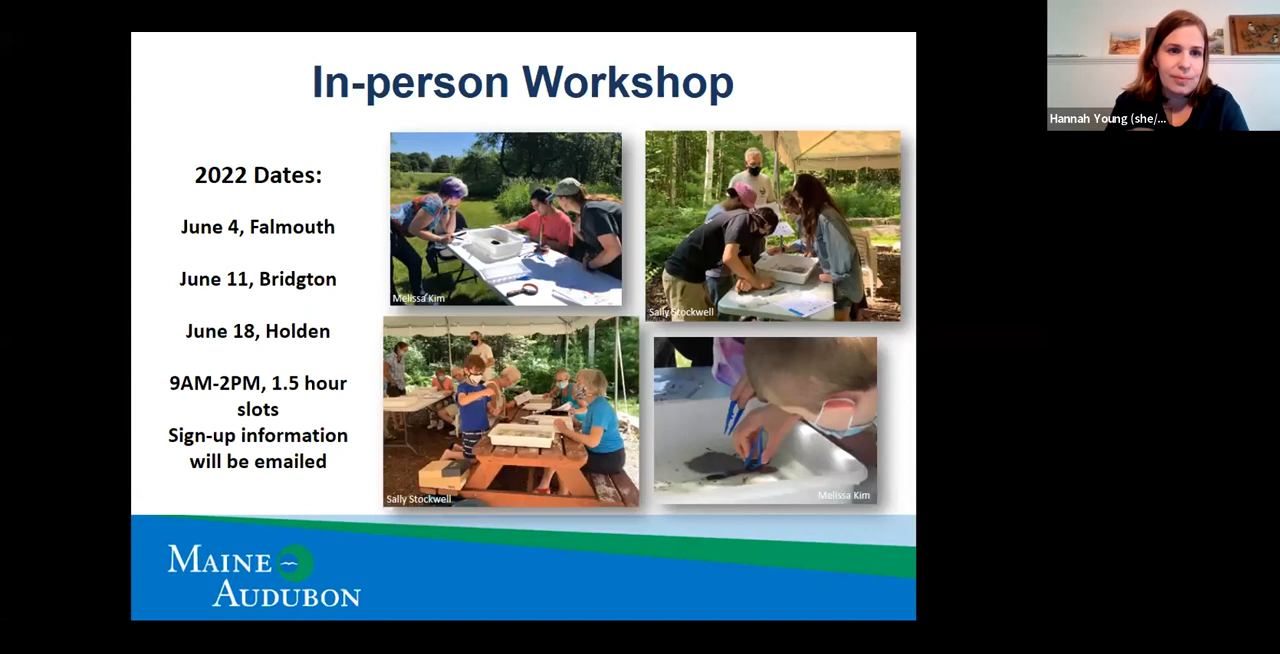 In-person Workshop
2022 Dates:
June 4, Falmouth
June 11, Bridgton
June 18, Holden
9AM-2PM, 1.5 hour
slots
Sign-up information
will be emailed
Melissa Kim
Sally Stockwell
Sally Stockwell
Melissa Kim
MAINE
AUDUBON
Hannah Young (she/...